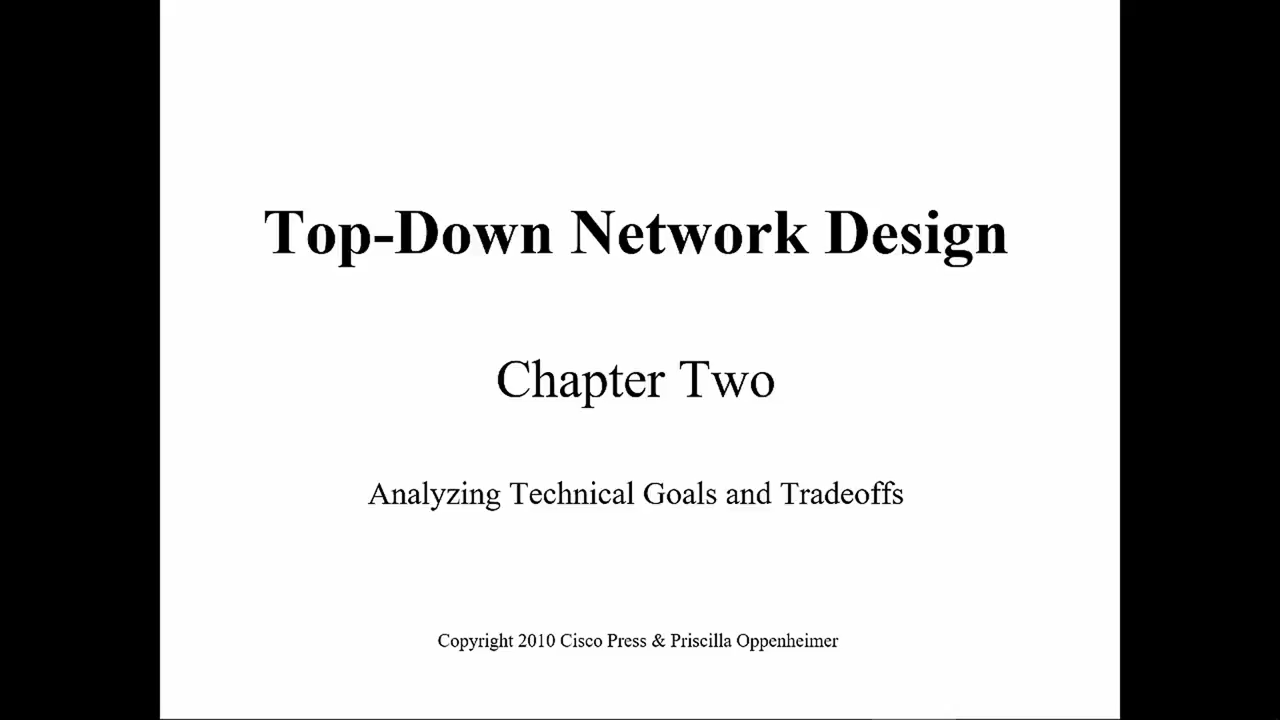 Top-Down Network Design
Chapter Two
Analyzing Technical Goals and Tradeoffs
Copyright 2010 Cisco Press & Priscilla Oppenheimer